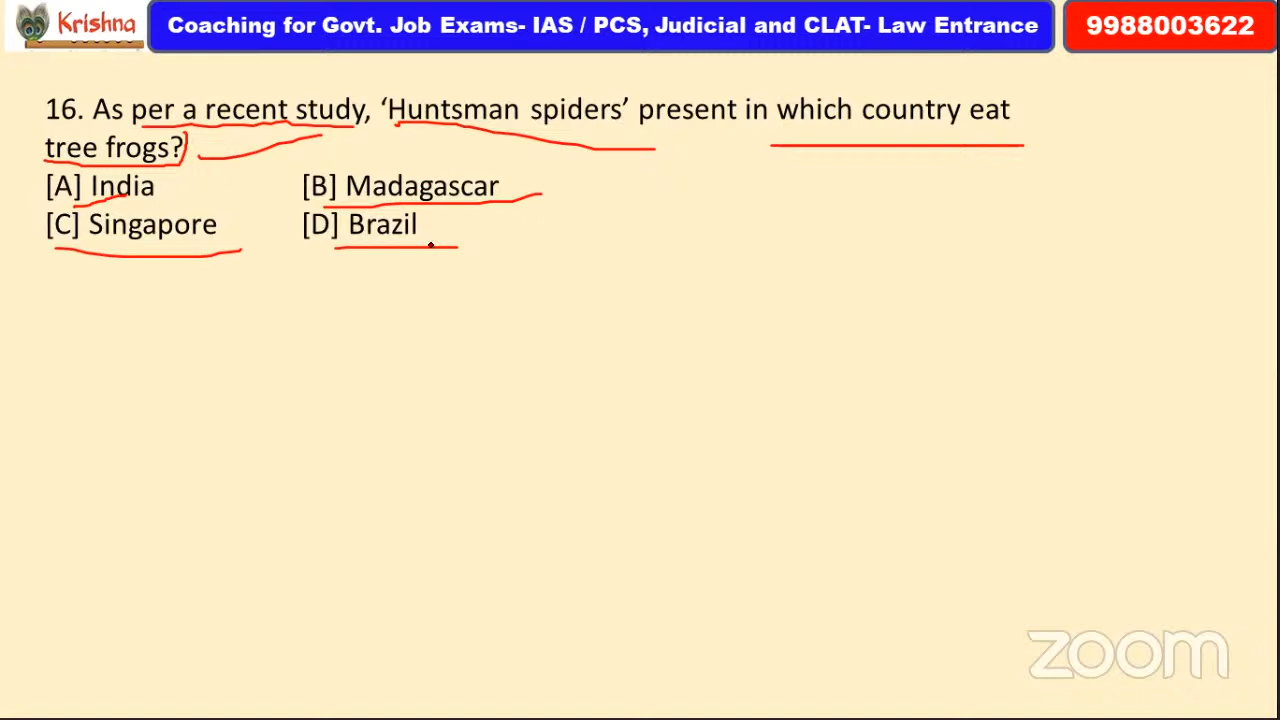 Krishna
Coaching for Govt. Job Exams- IAS / PCS, Judicial and CLAT- Law Entrance
9988003622
16. As per a recent study, ‘Huntsman spiders’ present in which country eat
tree frogs?
[A] India [B] Madagascar
[C] Singapore [D] Brazil
zoom